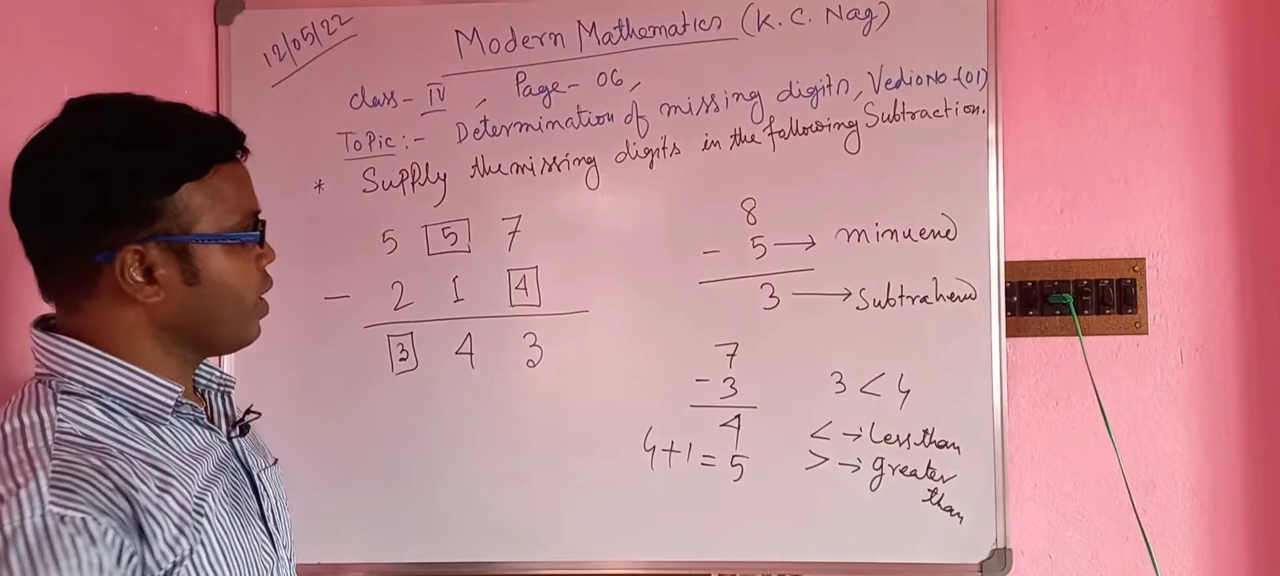 12/05/22
Modern Mathematics (K. C. Nag)
Class - IV, Page - 06,
Topic :- Determination of missing digits, Vedio No-(01)
* Supply the missing digits in the following Subtraction.
5 5 7
- 2 1 4
3 4 3
8
- 5 → minuend
3 → Subtrahend
7
- 3
4
4+1 = 5
3 < 4
< → Less than
> → greater
than